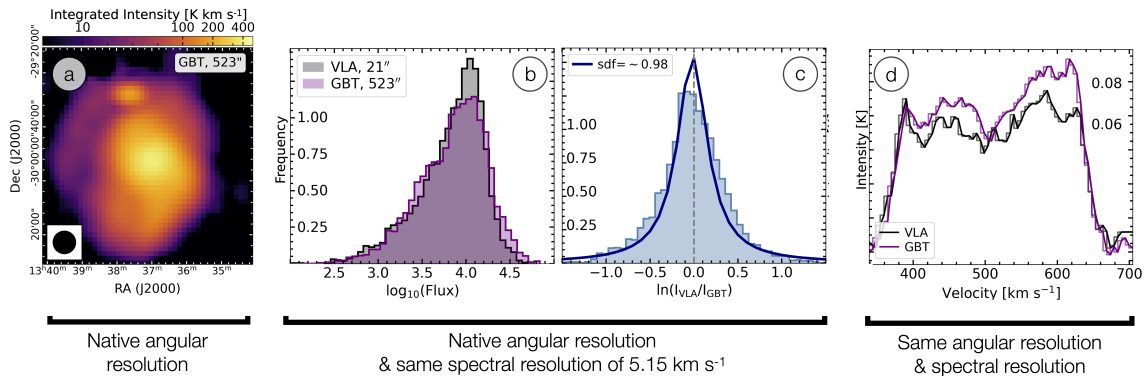 Integrated Intensity [K km s⁻¹]
10 100 200 400
GBT, 523"
a
-29°20'00"
40'00"
-30°00'00"
20'00"
Dec (J2000)
13ʰ40ᵐ 39ᵐ 38ᵐ 37ᵐ 36ᵐ 35ᵐ
RA (J2000)
Native angular
resolution
VLA, 21″
GBT, 523″
b
Frequency
1.00
0.75
0.50
0.25
2.5 3.0 3.5 4.0 4.5
log₁₀(Flux)
sdf= ~ 0.98
c
1.00
0.75
0.50
0.25
−1.0 −0.5 0.0 0.5 1.0
ln(I_VLA/I_GBT)
Native angular resolution
& same spectral resolution of 5.15 km s⁻¹
d
0.08
0.06
Intensity [K]
VLA
GBT
400 500 600 700
Velocity [km s⁻¹]
Same angular resolution
& spectral resolution